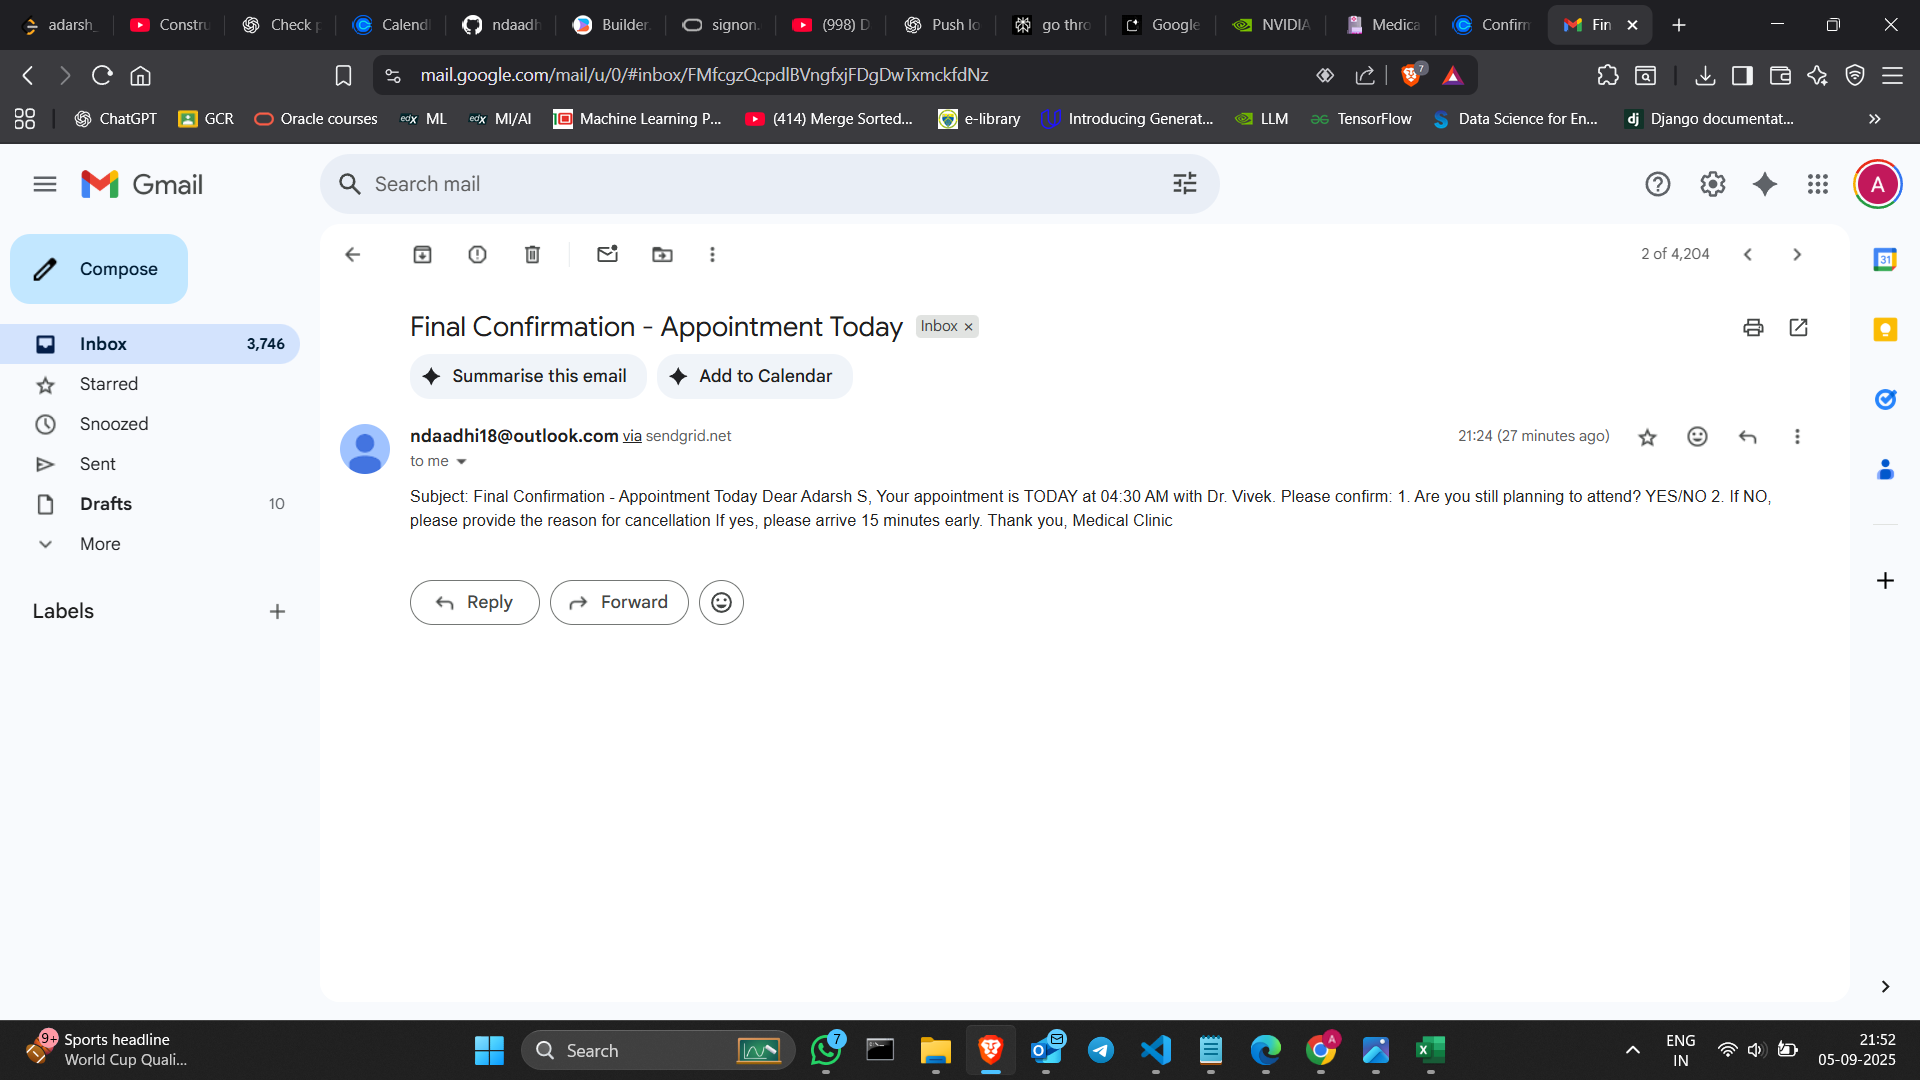 adarsh_
Constru
Check p
Calendl
ndaadh
Builder.
signon.
(998) D
Push lo
go thro
Google
NVIDIA
Medica
Confirm
Fin
mail.google.com/mail/u/0/#inbox/FMfcgzQcpdlBVngfxjFDgDwTxmckfdNz
7
ChatGPT
GCR
Oracle courses
edX ML
edX MI/AI
Machine Learning P...
(414) Merge Sorted...
e-library
Introducing Generat...
LLM
TensorFlow
Data Science for En...
dj Django documentat...
Gmail
Search mail
A
Compose
2 of 4,204
31
Inbox 3,746
Starred
Snoozed
Sent
Drafts 10
More
Labels
Final Confirmation - Appointment Today Inbox ×
Summarise this email
Add to Calendar
ndaadhi18@outlook.com via sendgrid.net
21:24 (27 minutes ago)
to me
Subject: Final Confirmation - Appointment Today Dear Adarsh S, Your appointment is TODAY at 04:30 AM with Dr. Vivek. Please confirm: 1. Are you still planning to attend? YES/NO 2. If NO,
please provide the reason for cancellation If yes, please arrive 15 minutes early. Thank you, Medical Clinic
Reply
Forward
9+
Sports headline
World Cup Quali...
Search
7
A
ENG
IN
21:52
05-09-2025